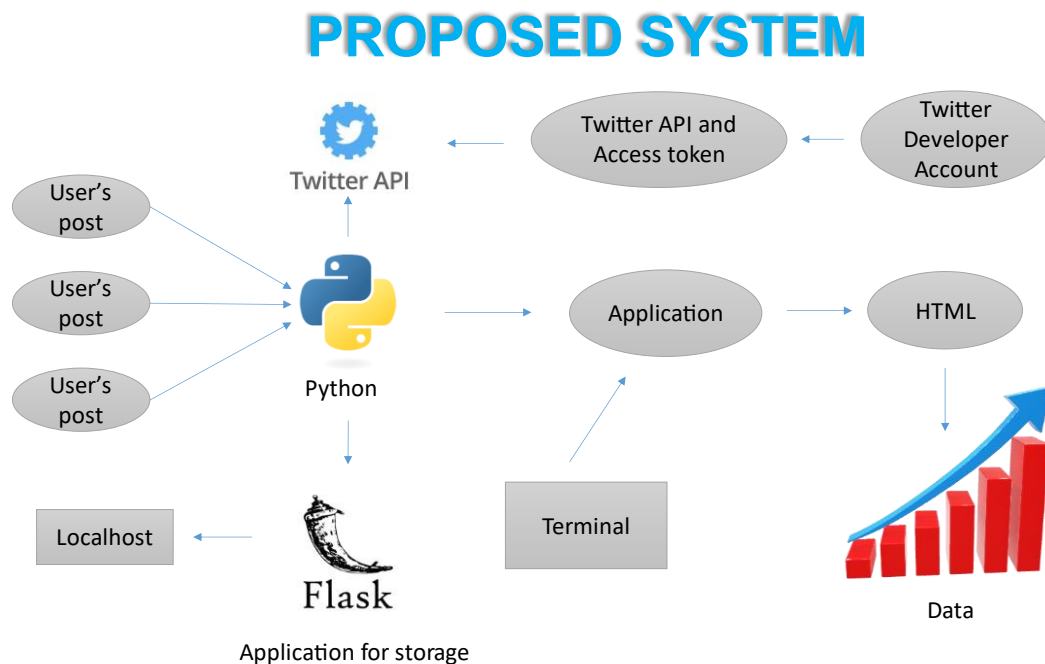 PROPOSED SYSTEM
Twitter API
Twitter API and
Access token
Twitter
Developer
Account
User's
post
User's
post
User's
post
Python
Application
HTML
Localhost
Flask
Terminal
Data
Application for storage